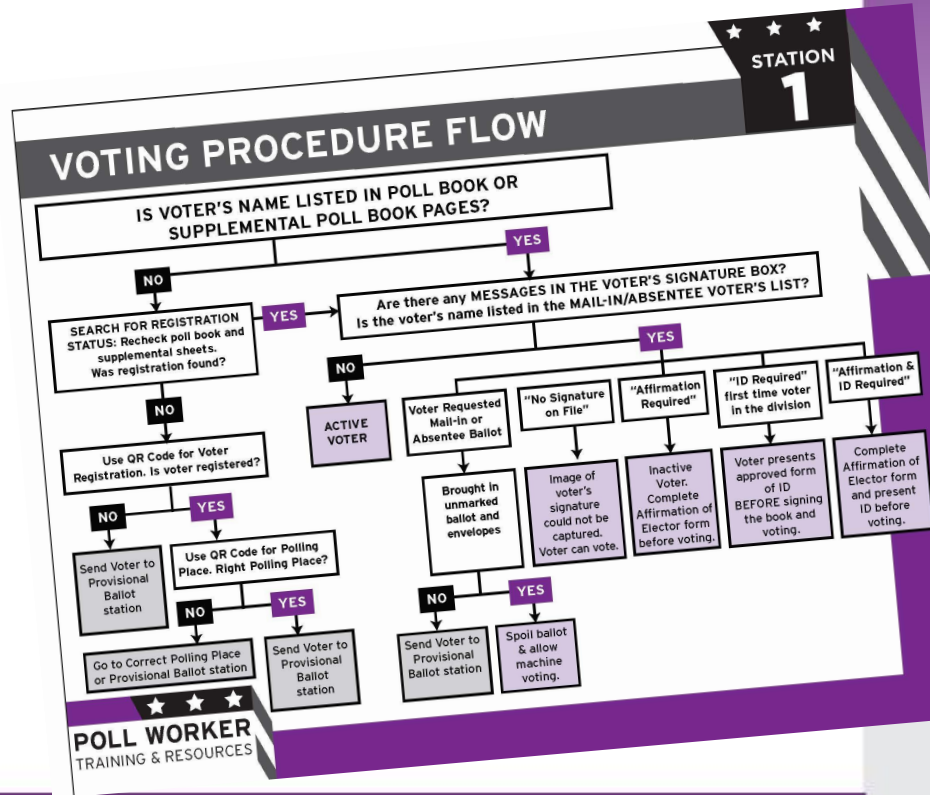 STATION
1
VOTING PROCEDURE FLOW
IS VOTER'S NAME LISTED IN POLL BOOK OR
SUPPLEMENTAL POLL BOOK PAGES?
YES
NO
Are there any MESSAGES IN THE VOTER'S SIGNATURE BOX?
Is the voter's name listed in the MAIL-IN/ABSENTEE VOTER'S LIST?
SEARCH FOR REGISTRATION
STATUS: Recheck poll book and
supplemental sheets.
Was registration found?
YES
NO
YES
ACTIVE
VOTER
Voter Requested
Mail-in or
Absentee Ballot
"No Signature
on File"
"Affirmation
Required"
"ID Required"
first time voter
in the division
"Affirmation &
ID Required"
NO
Use QR Code for Voter
Registration. Is voter registered?
Brought in
unmarked
ballot and
envelopes
Image of
voter's
signature
could not be
captured.
Voter can vote.
Inactive
Voter.
Complete
Affirmation of
Elector form
before voting.
Voter presents
approved form
of ID
BEFORE signing
the book and
voting.
Complete
Affirmation of
Elector form
and present
ID before
voting.
NO
YES
Send Voter to
Provisional
Ballot
station
Use QR Code for Polling
Place. Right Polling Place?
NO
YES
Go to Correct Polling Place
or Provisional Ballot station
Send Voter to
Provisional
Ballot
station
NO
YES
Send Voter to
Provisional
Ballot station
Spoil ballot
& allow
machine
voting.
POLL WORKER
TRAINING & RESOURCES